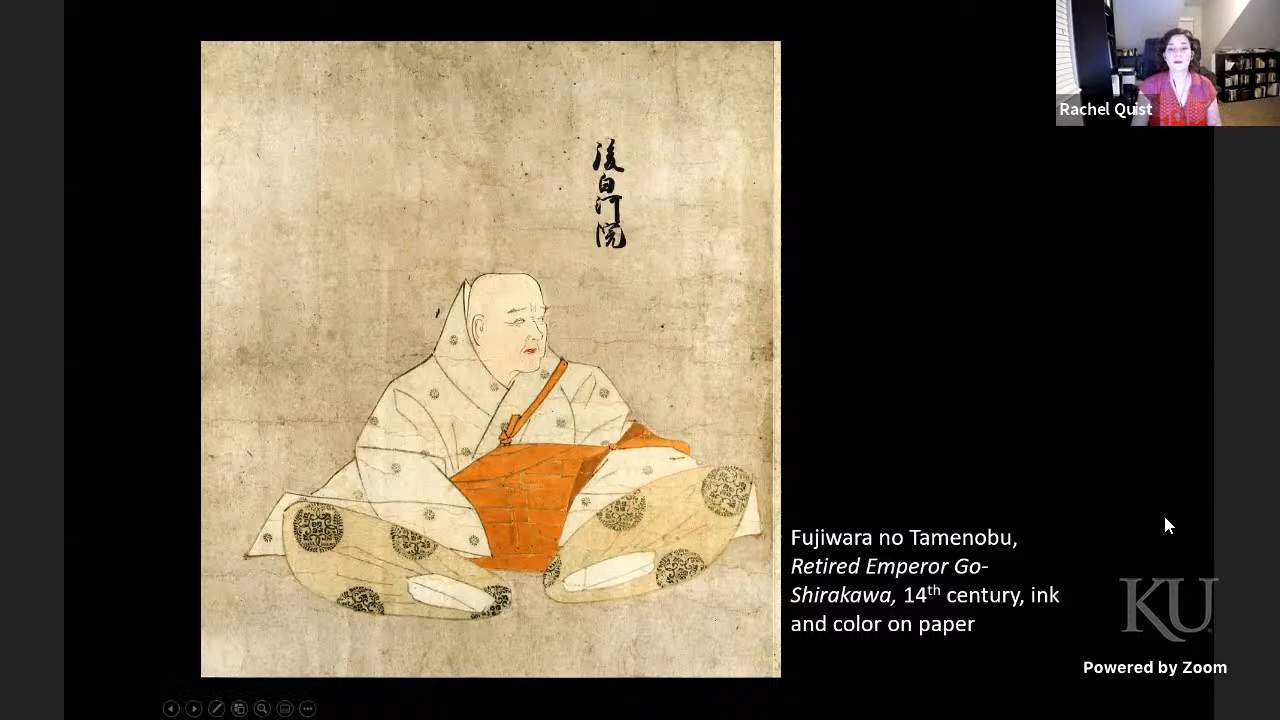 Rachel Quist
後白河院
Fujiwara no Tamenobu,
Retired Emperor Go-
Shirakawa, 14th century, ink
and color on paper
KU
Powered by Zoom